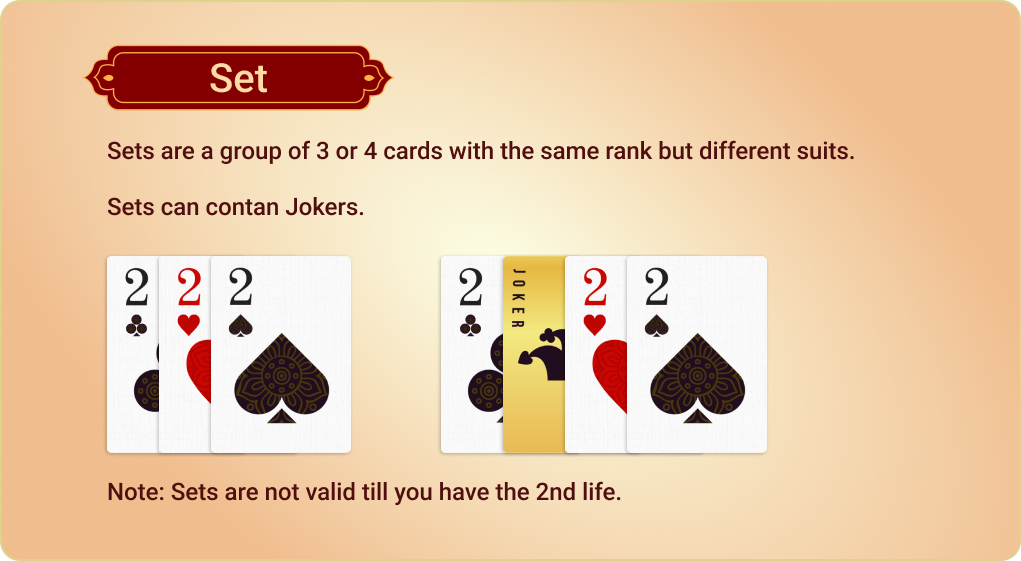 Set
Sets are a group of 3 or 4 cards with the same rank but different suits.
Sets can contan Jokers.
2 2 2
2 JOKER 2 2
Note: Sets are not valid till you have the 2nd life.